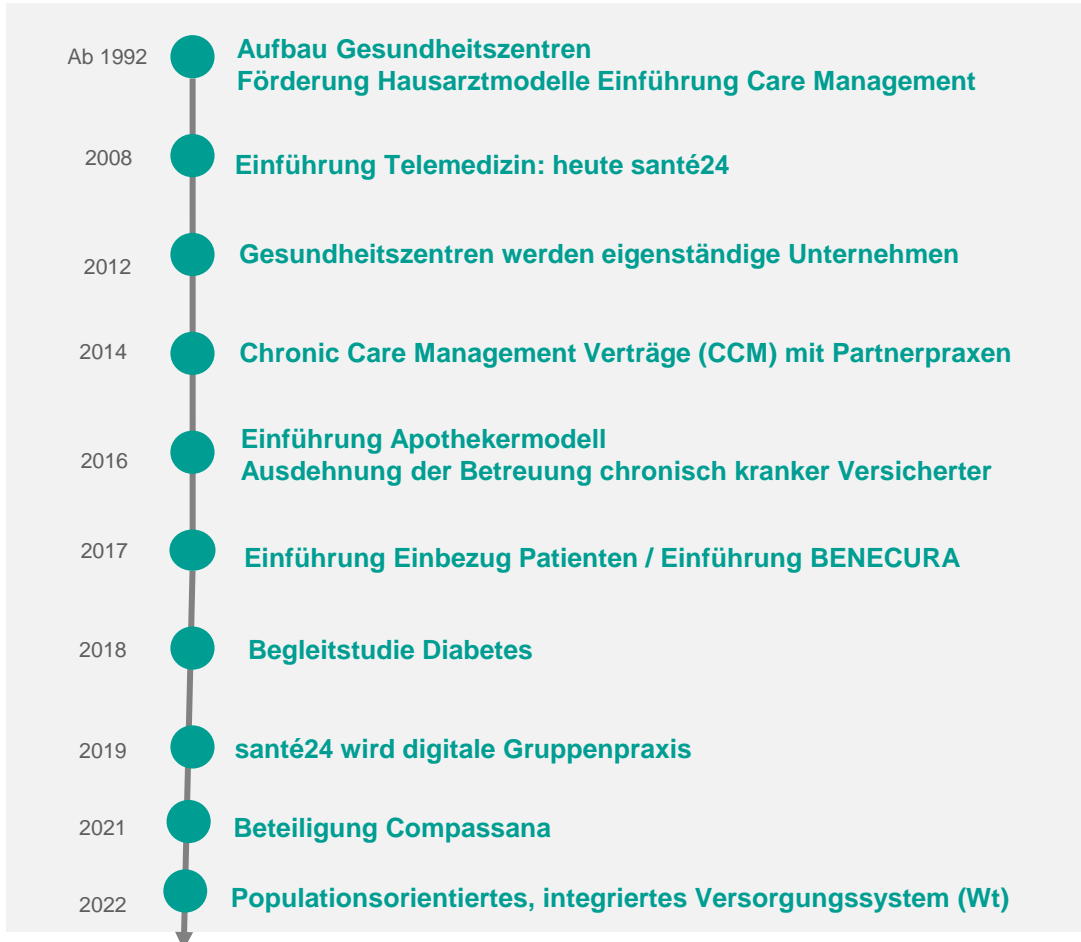 Ab 1992
Aufbau Gesundheitszentren
Förderung Hausarztmodelle Einführung Care Management
2008
Einführung Telemedizin: heute santé24
2012
Gesundheitszentren werden eigenständige Unternehmen
2014
Chronic Care Management Verträge (CCM) mit Partnerpraxen
2016
Einführung Apothekermodell
Ausdehnung der Betreuung chronisch kranker Versicherter
2017
Einführung Einbezug Patienten / Einführung BENECURA
2018
Begleitstudie Diabetes
2019
santé24 wird digitale Gruppenpraxis
2021
Beteiligung Compassana
2022
Populationsorientiertes, integriertes Versorgungssystem (Wt)